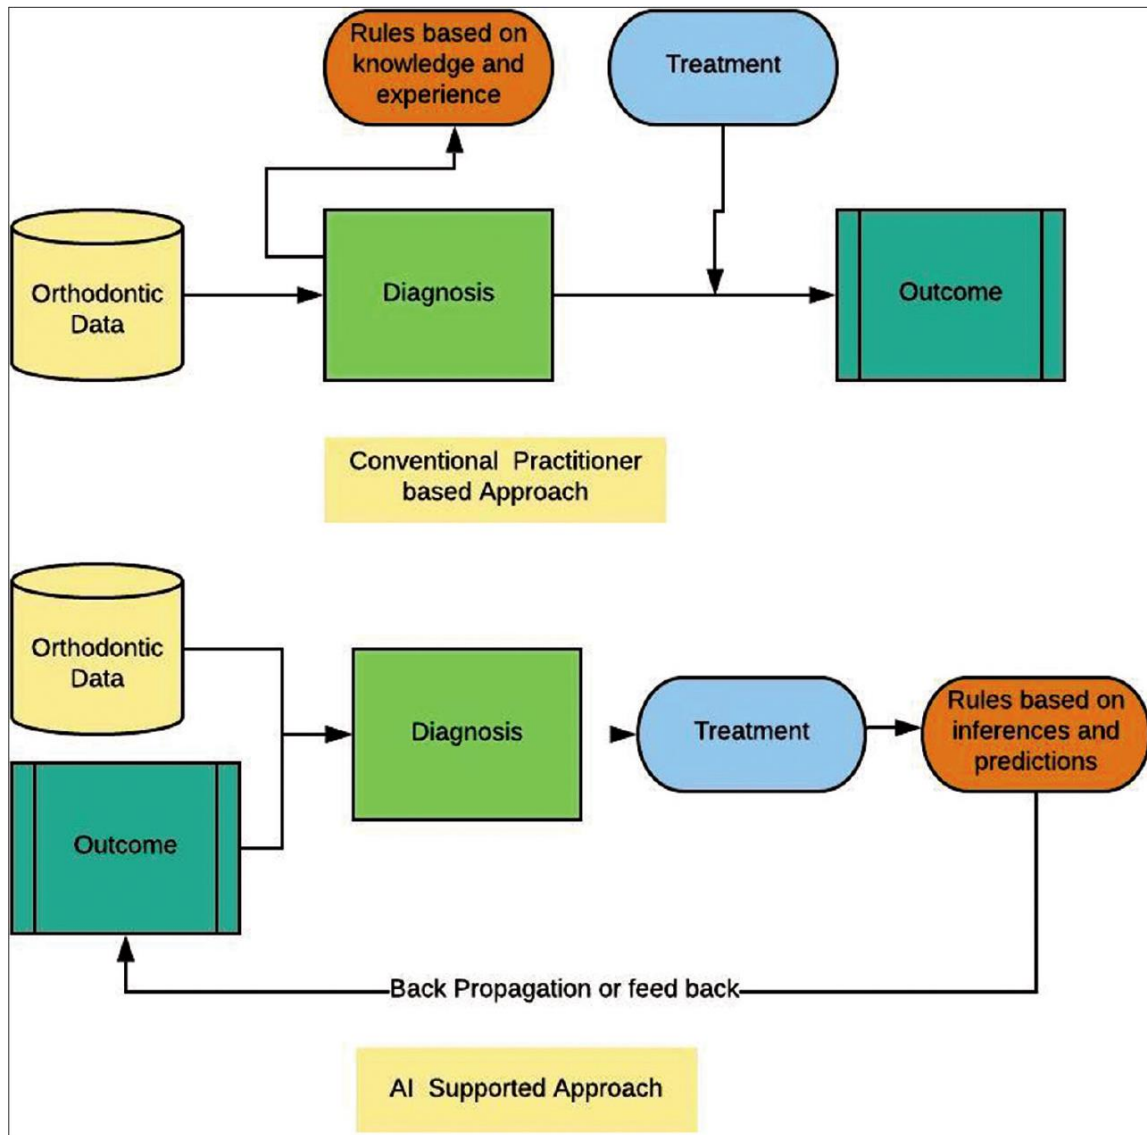 Rules based on
knowledge and
experience
Treatment
Orthodontic
Data
Diagnosis
Outcome
Conventional Practitioner
based Approach
Orthodontic
Data
Diagnosis
Treatment
Rules based on
inferences and
predictions
Outcome
Back Propagation or feed back
AI Supported Approach